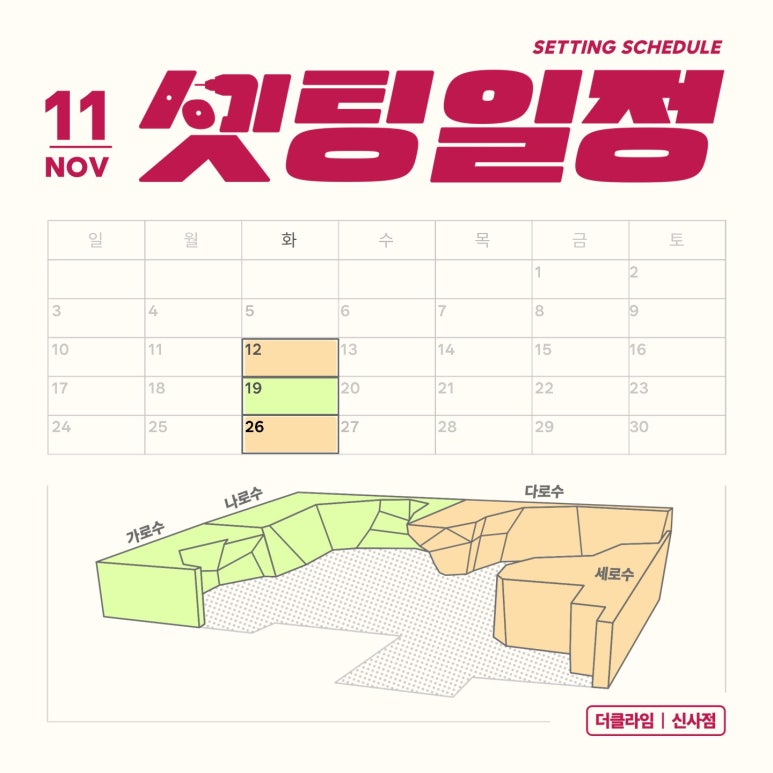 SETTING SCHEDULE
11
NOV
셋팅일정
일 월 화 수 목 금 토
1 2
3 4 5 6 7 8 9
10 11 12 13 14 15 16
17 18 19 20 21 22 23
24 25 26 27 28 29 30
가로수
나로수
다로수
세로수
더클라임 | 신사점